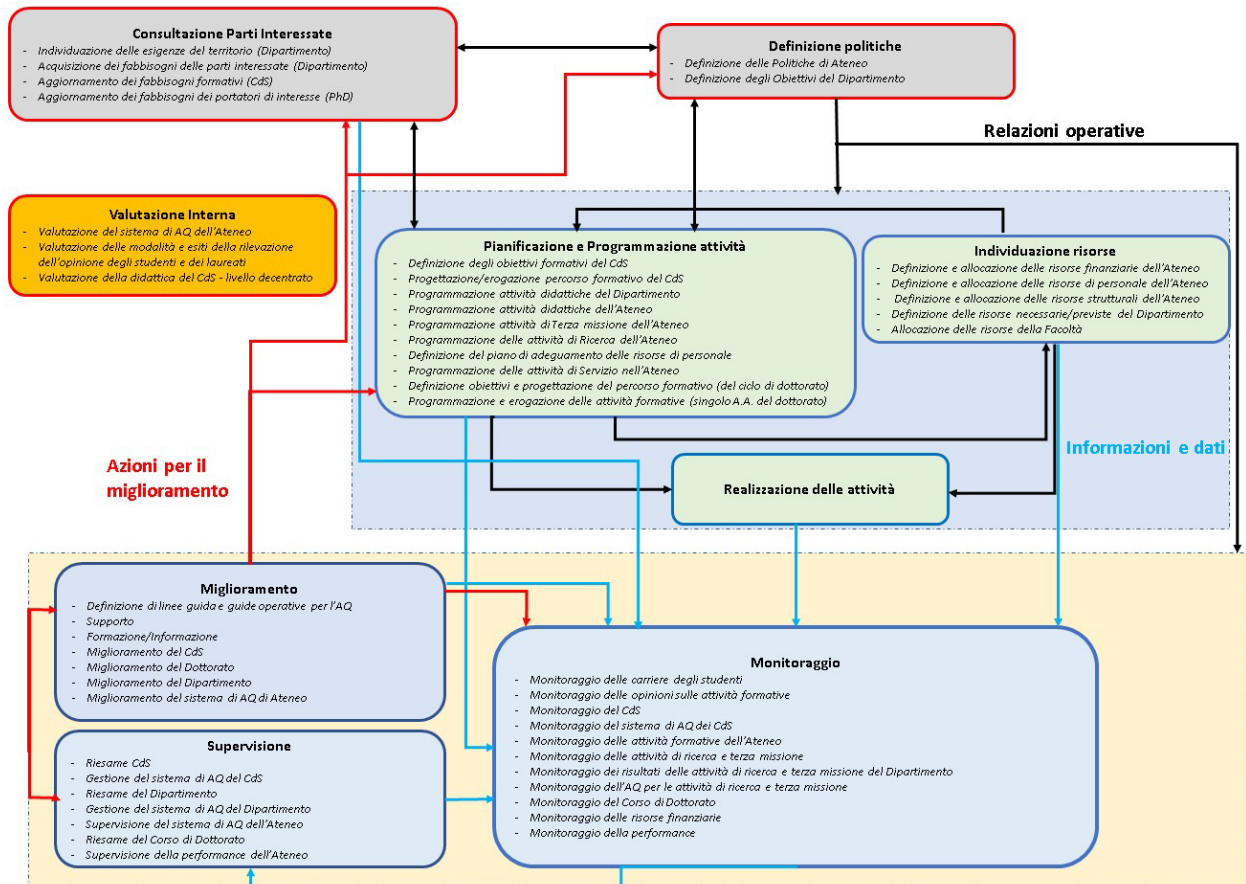 Consultazione Parti Interessate
- Individuazione delle esigenze del territorio (Dipartimento)
- Acquisizione dei fabbisogni delle parti interessate (Dipartimento)
- Aggiornamento dei fabbisogni formativi (CdS)
- Aggiornamento dei fabbisogni dei portatori di interesse (PhD)
Definizione politiche
- Definizione delle Politiche di Ateneo
- Definizione degli Obiettivi del Dipartimento
Relazioni operative
Valutazione Interna
- Valutazione del sistema di AQ dell'Ateneo
- Valutazione delle modalità e esiti della rilevazione
dell'opinione degli studenti e dei laureati
- Valutazione della didattica del CdS - livello decentrato
Pianificazione e Programmazione attività
- Definizione degli obiettivi formativi del CdS
- Progettazione/erogazione percorso formativo del CdS
- Programmazione attività didattiche del Dipartimento
- Programmazione attività didattiche dell'Ateneo
- Programmazione attività di Terza missione dell'Ateneo
- Programmazione delle attività di Ricerca dell'Ateneo
- Definizione del piano di adeguamento delle risorse di personale
- Programmazione delle attività di Servizio nell'Ateneo
- Definizione obiettivi e progettazione del percorso formativo (del ciclo di dottorato)
- Programmazione e erogazione delle attività formative (singolo A.A. del dottorato)
Individuazione risorse
- Definizione e allocazione delle risorse finanziarie dell'Ateneo
- Definizione e allocazione delle risorse di personale dell'Ateneo
- Definizione e allocazione delle risorse strutturali dell'Ateneo
- Definizione delle risorse necessarie/previste del Dipartimento
- Allocazione delle risorse della Facoltà
Informazioni e dati
Azioni per il
miglioramento
Realizzazione delle attività
Miglioramento
- Definizione di linee guida e guide operative per l'AQ
- Supporto
- Formazione/Informazione
- Miglioramento del CdS
- Miglioramento del Dottorato
- Miglioramento del Dipartimento
- Miglioramento del sistema di AQ di Ateneo
Monitoraggio
- Monitoraggio delle carriere degli studenti
- Monitoraggio delle opinioni sulle attività formative
- Monitoraggio del CdS
- Monitoraggio del sistema di AQ dei CdS
- Monitoraggio delle attività formative dell'Ateneo
- Monitoraggio delle attività di ricerca e terza missione
- Monitoraggio dei risultati delle attività di ricerca e terza missione del Dipartimento
- Monitoraggio dell'AQ per le attività di ricerca e terza missione
- Monitoraggio del Corso di Dottorato
- Monitoraggio delle risorse finanziarie
- Monitoraggio della performance
Supervisione
- Riesame CdS
- Gestione del sistema di AQ del CdS
- Riesame del Dipartimento
- Gestione del sistema di AQ del Dipartimento
- Supervisione del sistema di AQ dell'Ateneo
- Riesame del Corso di Dottorato
- Supervisione della performance dell'Ateneo